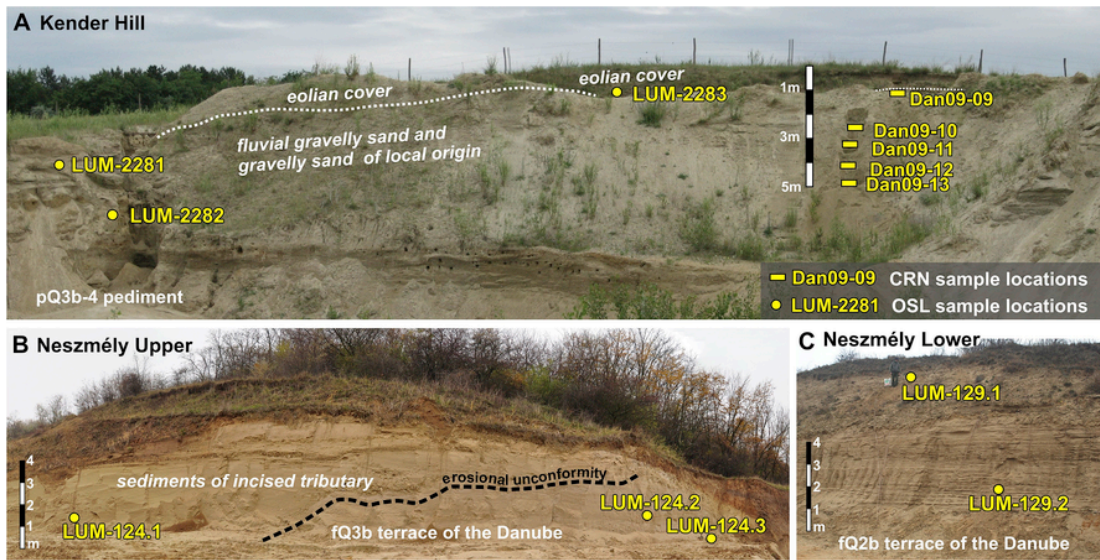 A Kender Hill
eolian cover
eolian cover
LUM-2283
1m
Dan09-09
fluvial gravelly sand and
gravelly sand of local origin
3m
Dan09-10
Dan09-11
LUM-2281
Dan09-12
5m
Dan09-13
LUM-2282
pQ3b-4 pediment
Dan09-09 CRN sample locations
LUM-2281 OSL sample locations
B Neszmély Upper
4
3
2
1
m
sediments of incised tributary
erosional unconformity
LUM-124.1
LUM-124.2
LUM-124.3
fQ3b terrace of the Danube
C Neszmély Lower
LUM-129.1
4
3
2
1
m
LUM-129.2
fQ2b terrace of the Danube